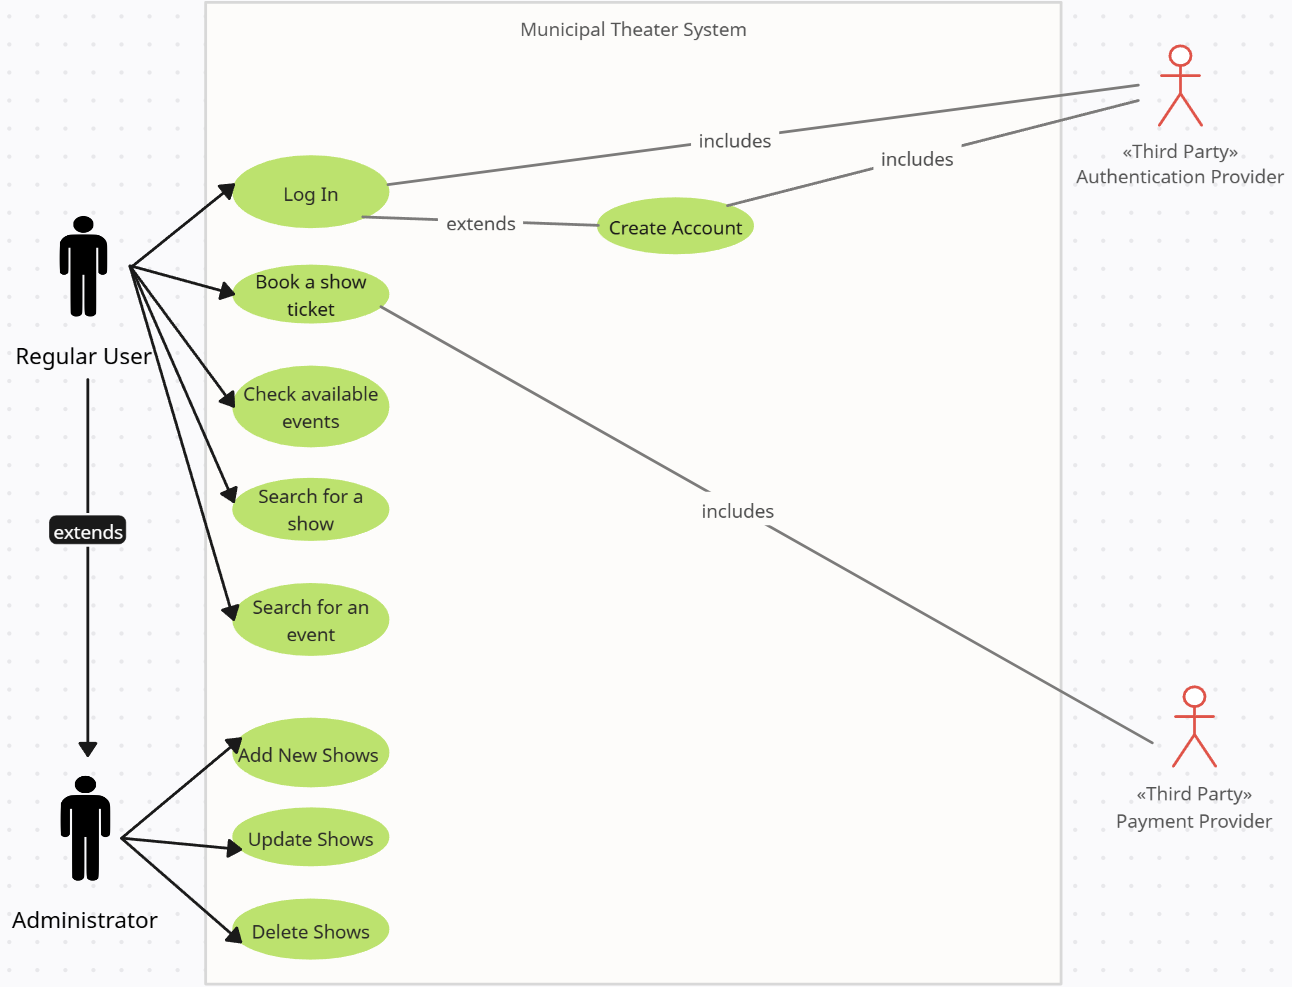 Municipal Theater System
includes
includes
«Third Party»
Authentication Provider
Log In
extends
Create Account
Book a show
ticket
Regular User
Check available
events
Search for a
show
includes
extends
Search for an
event
Add New Shows
«Third Party»
Payment Provider
Update Shows
Administrator
Delete Shows